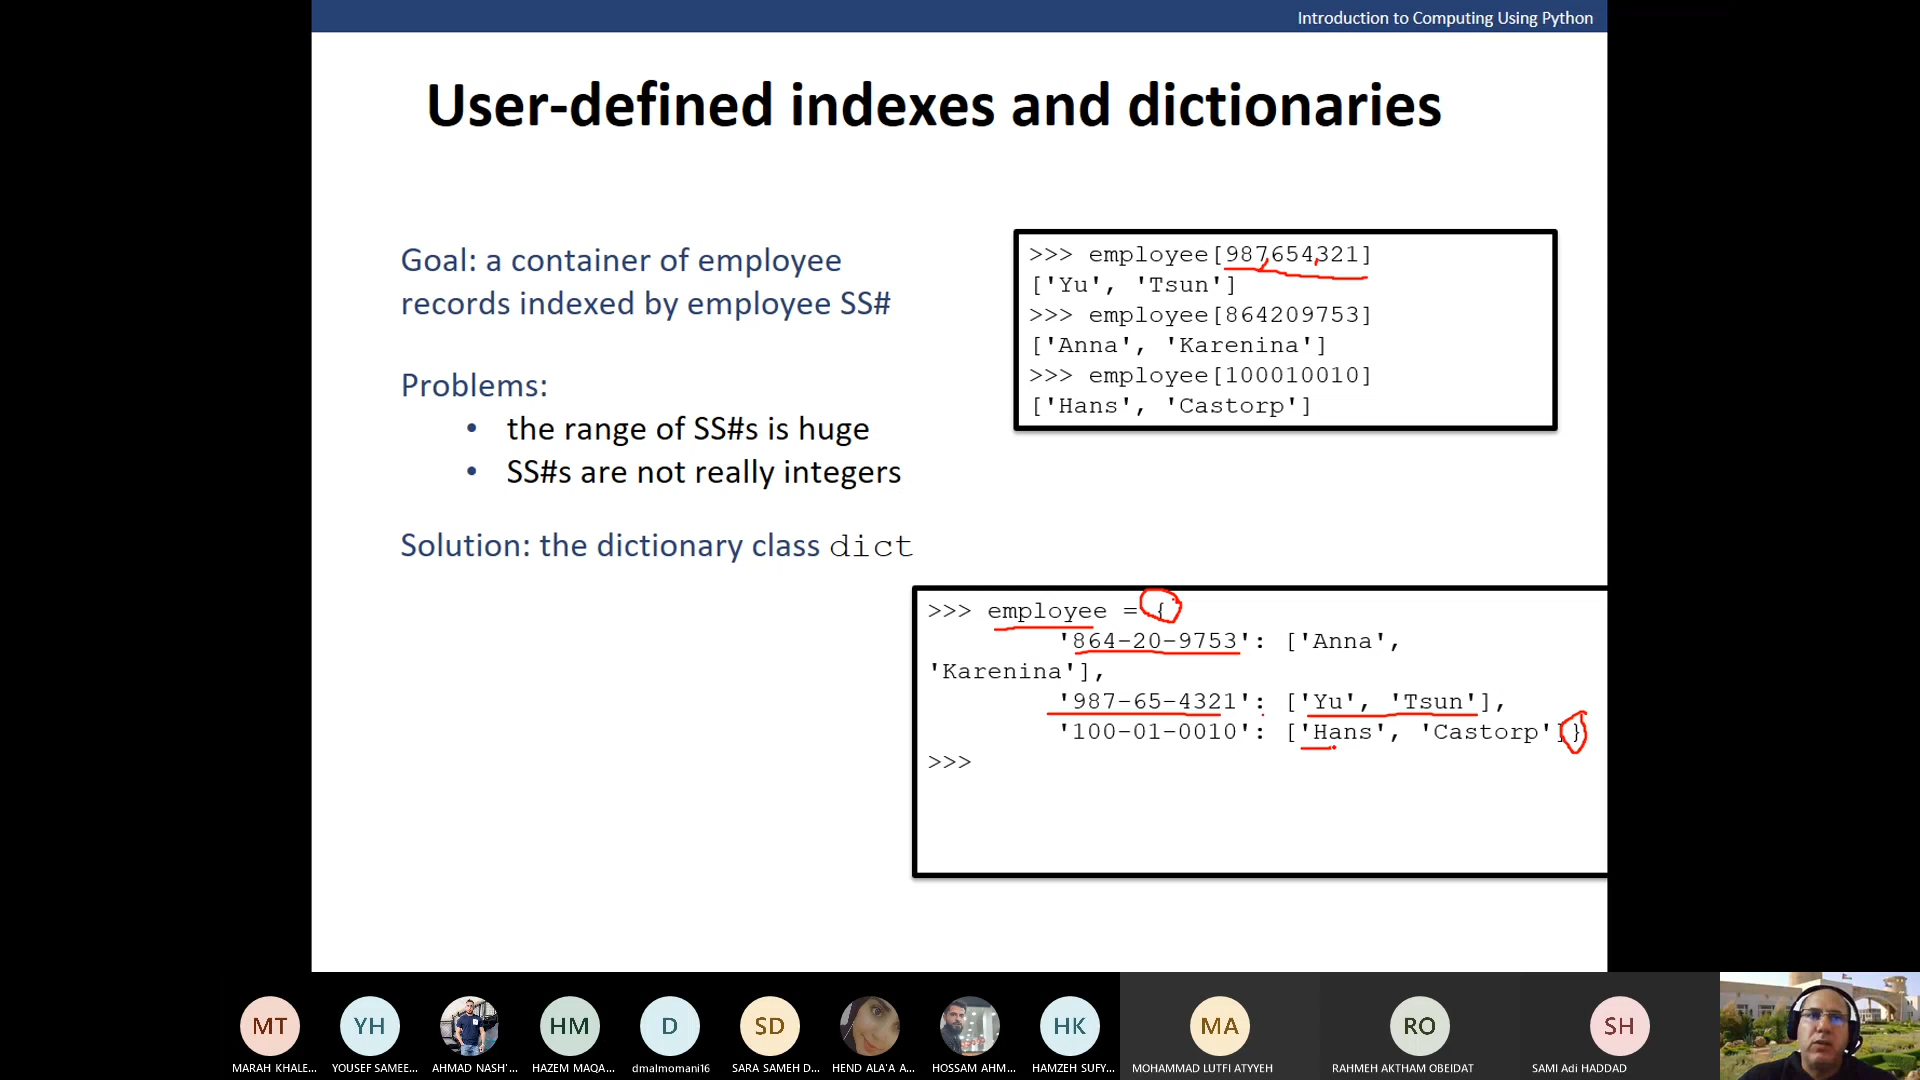 Introduction to Computing Using Python
User-defined indexes and dictionaries
Goal: a container of employee
records indexed by employee SS#
Problems:
• the range of SS#s is huge
• SS#s are not really integers
Solution: the dictionary class dict
>>> employee[987654321]
['Yu', 'Tsun']
>>> employee[864209753]
['Anna', 'Karenina']
>>> employee[100010010]
['Hans', 'Castorp']
>>> employee = {
'864-20-9753': ['Anna',
'Karenina'],
'987-65-4321': ['Yu', 'Tsun'],
'100-01-0010': ['Hans', 'Castorp']}
>>>
MT YH HM D SD HK MA RO SH
MARAH KHALE... YOUSEF SAMEE... AHMAD NASH'... HAZEM MAQA... dmalmomani16 SARA SAMEH D... HEND ALA'A A... HOSSAM AHM... HAMZEH SUFY... MOHAMMAD LUTFI ATYYEH RAHMEH AKTHAM OBEIDAT SAMI Adi HADDAD